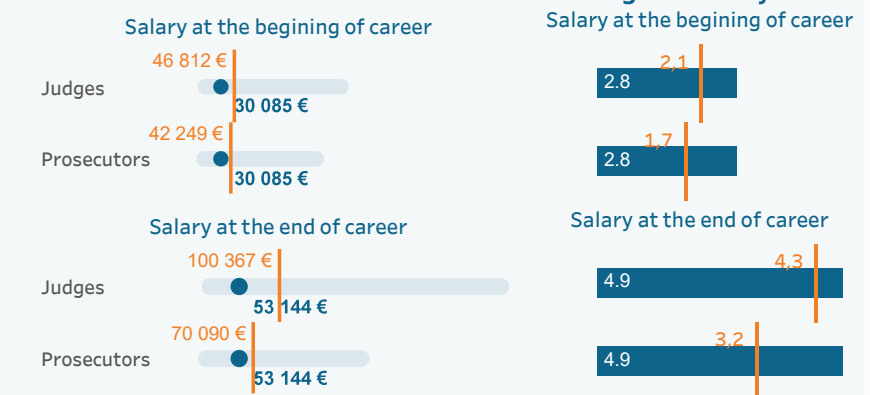 Salary at the begining of career
46 812 €
Judges
30 085 €
42 249 €
Prosecutors
30 085 €
Salary at the end of career
100 367 €
Judges
53 144 €
70 090 €
Prosecutors
53 144 €
Salary at the begining of career
2,1
2.8
1,7
2.8
Salary at the end of career
4,3
4.9
3,2
4.9